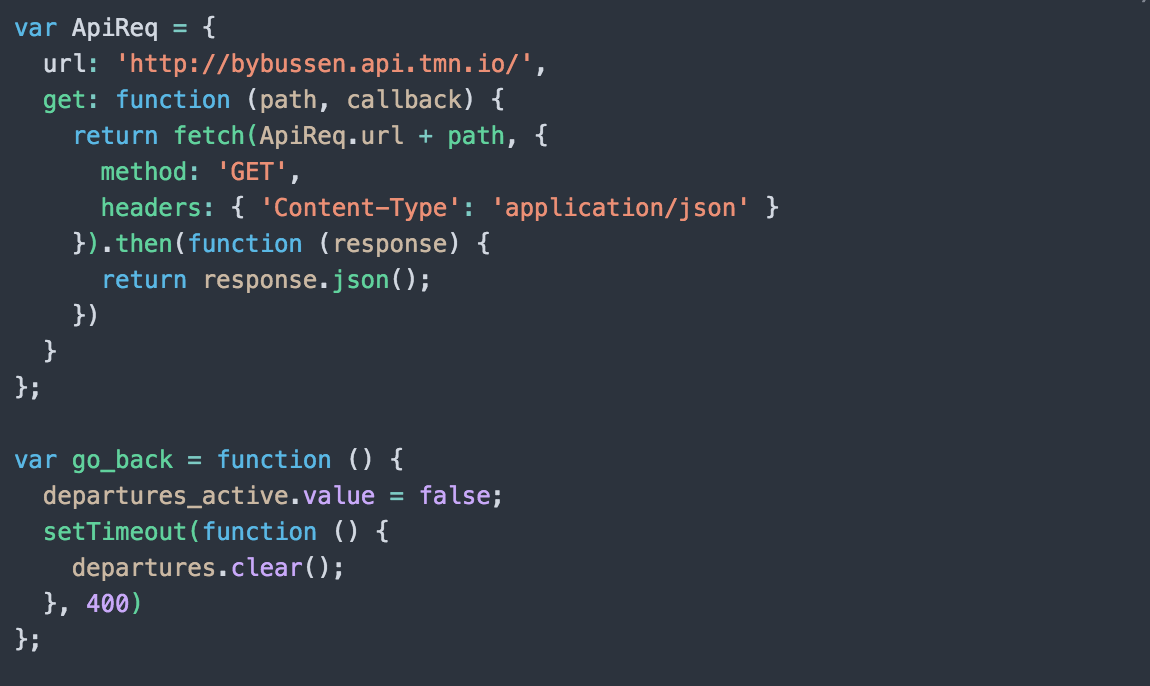 var ApiReq = {
  url: 'http://bybussen.api.tmn.io/',
  get: function (path, callback) {
    return fetch(ApiReq.url + path, {
      method: 'GET',
      headers: { 'Content-Type': 'application/json' }
    }).then(function (response) {
      return response.json();
    })
  }
};

var go_back = function () {
  departures_active.value = false;
  setTimeout(function () {
    departures.clear();
  }, 400)
};